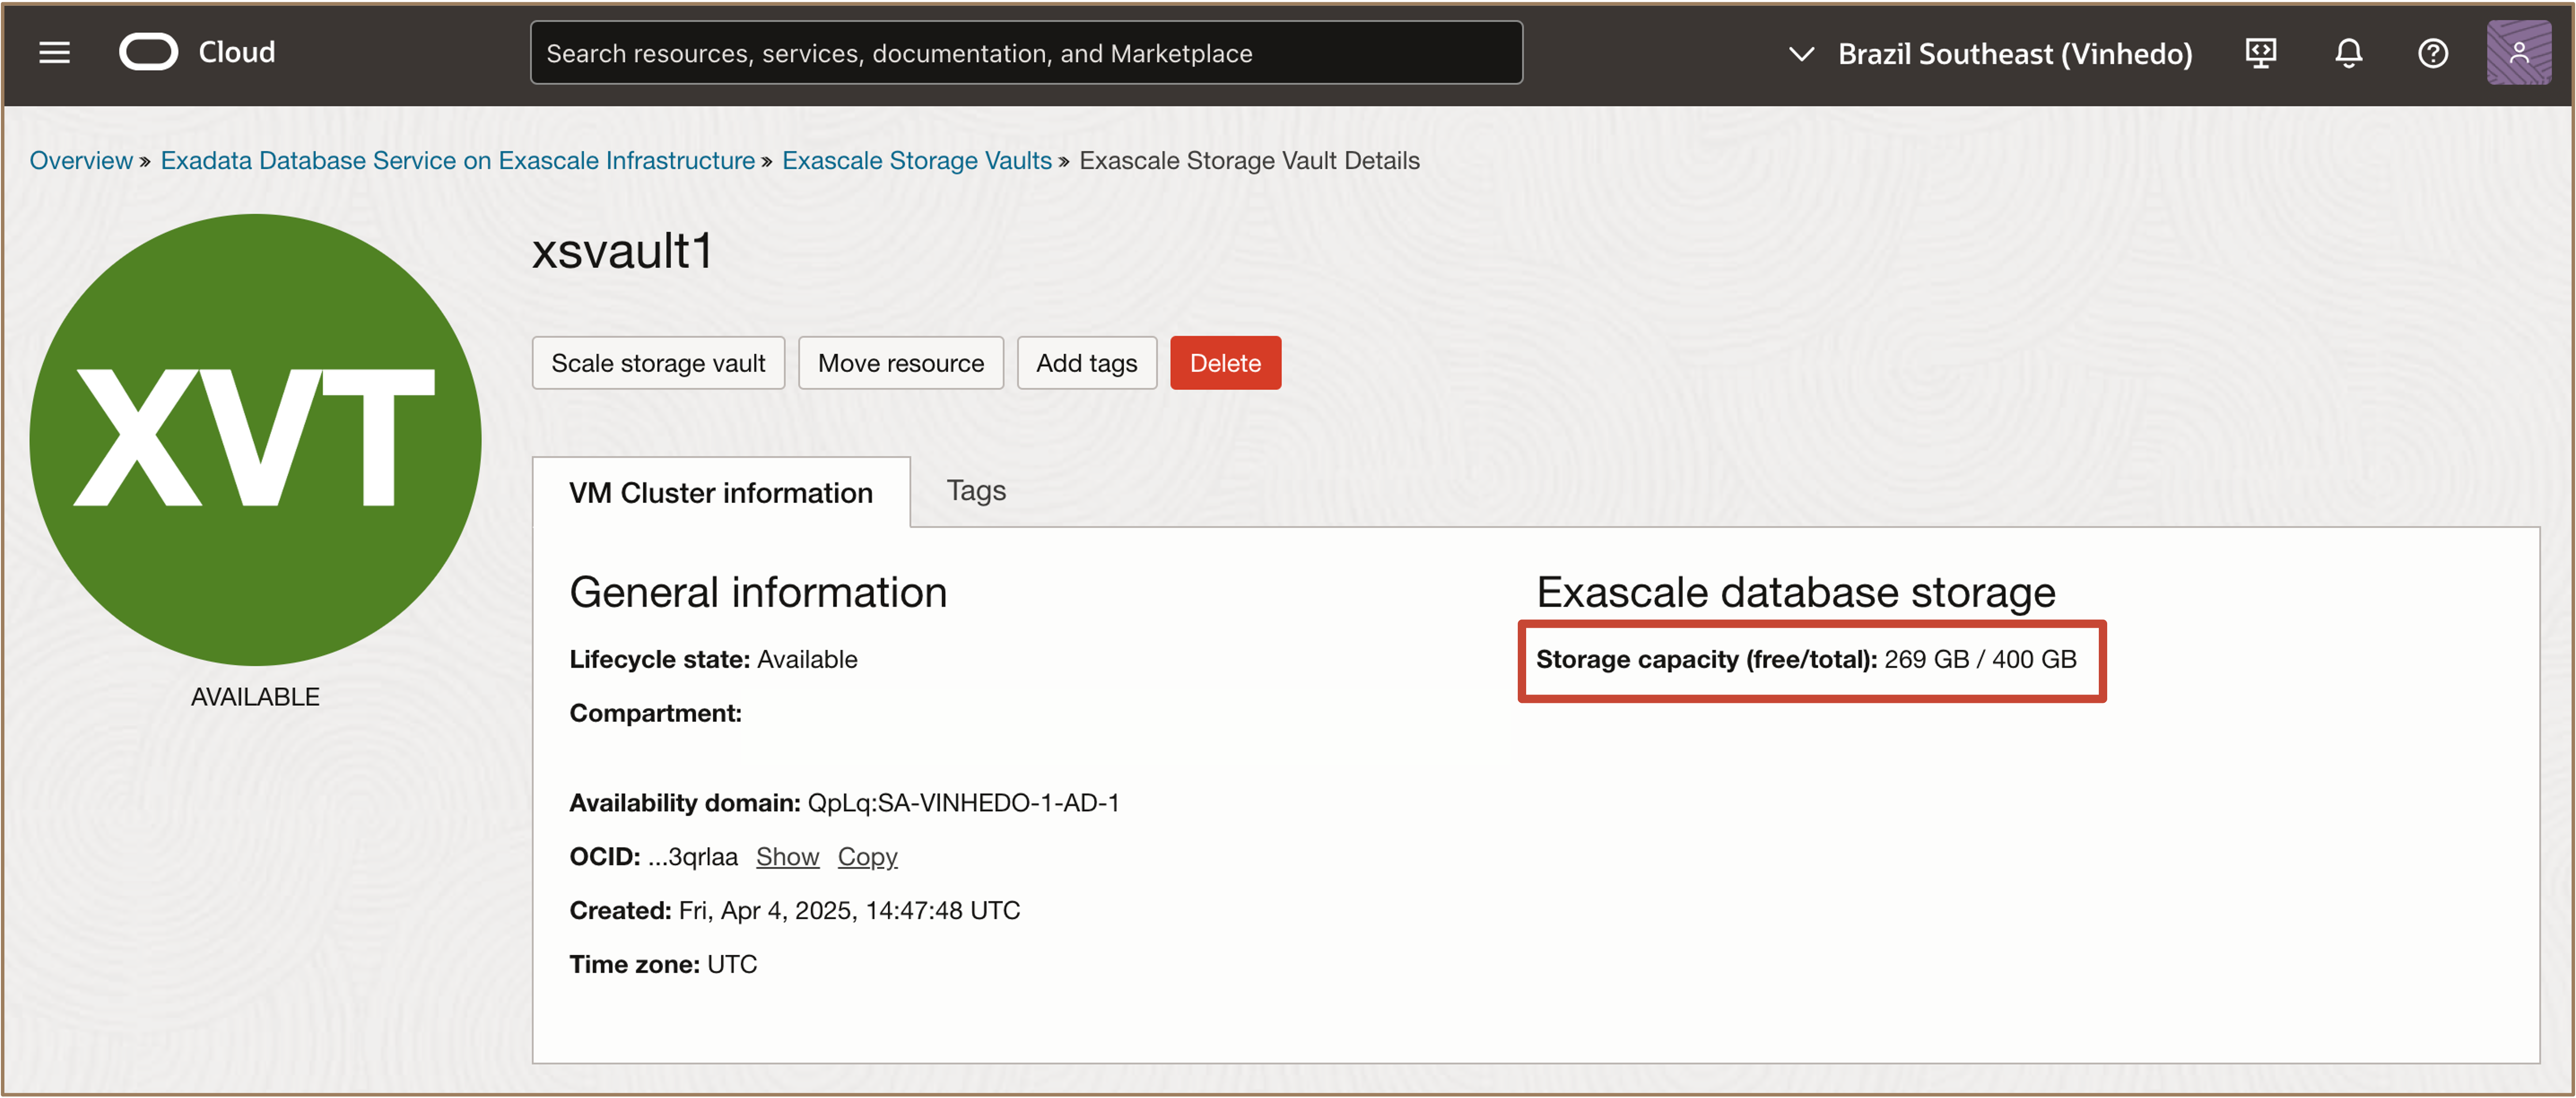 Cloud
Search resources, services, documentation, and Marketplace
Brazil Southeast (Vinhedo)
Overview » Exadata Database Service on Exascale Infrastructure » Exascale Storage Vaults » Exascale Storage Vault Details
XVT
AVAILABLE
xsvault1
Scale storage vault
Move resource
Add tags
Delete
VM Cluster information
Tags
General information
Lifecycle state: Available
Compartment:
Availability domain: QpLq:SA-VINHEDO-1-AD-1
OCID: ...3qrlaa Show Copy
Created: Fri, Apr 4, 2025, 14:47:48 UTC
Time zone: UTC
Exascale database storage
Storage capacity (free/total): 269 GB / 400 GB